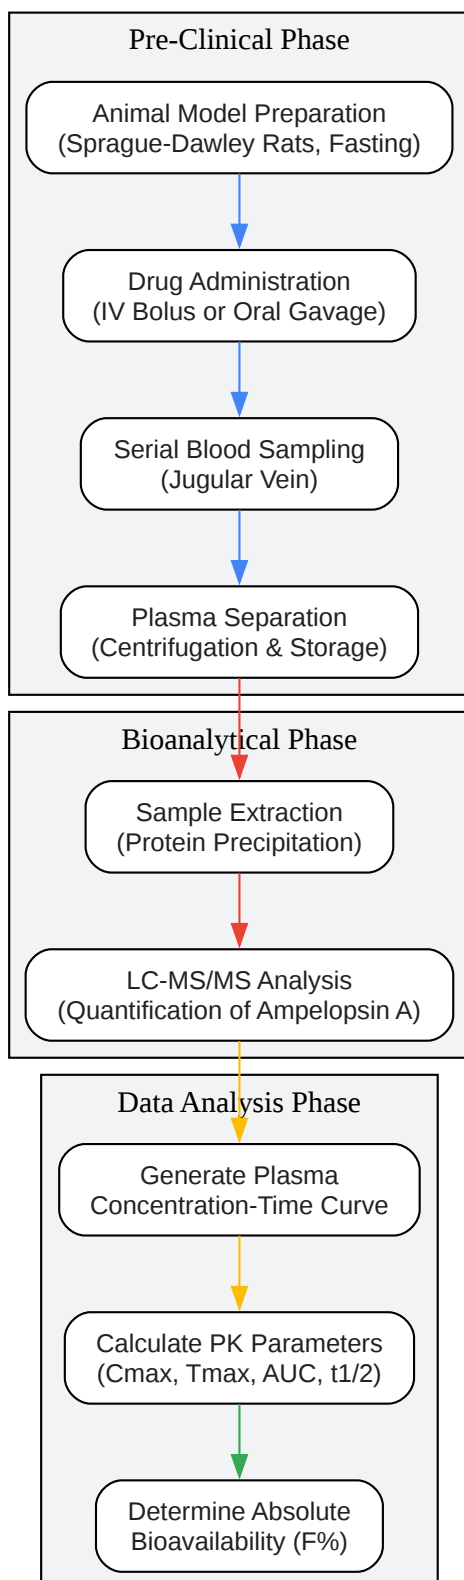 Pre-Clinical Phase
Animal Model Preparation
(Sprague-Dawley Rats, Fasting)
Drug Administration
(IV Bolus or Oral Gavage)
Serial Blood Sampling
(Jugular Vein)
Plasma Separation
(Centrifugation & Storage)
Bioanalytical Phase
Sample Extraction
(Protein Precipitation)
LC-MS/MS Analysis
(Quantification of Ampelopsin A)
Data Analysis Phase
Generate Plasma
Concentration-Time Curve
Calculate PK Parameters
(Cmax, Tmax, AUC, t1/2)
Determine Absolute
Bioavailability (F%)